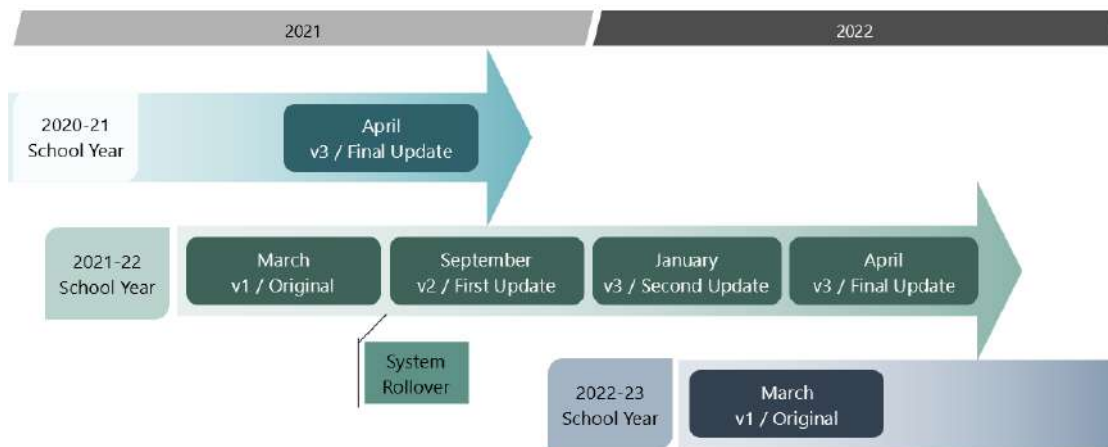 2021
2022
2020-21
School Year
April
v3 / Final Update
2021-22
School Year
March
v1 / Original
September
v2 / First Update
January
v3 / Second Update
April
v3 / Final Update
System
Rollover
2022-23
School Year
March
v1 / Original